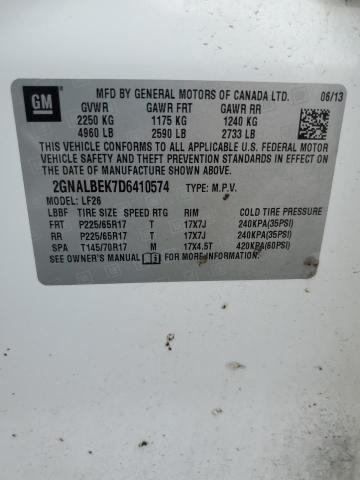 GM
MFD BY GENERAL MOTORS OF CANADA LTD. 06/13
GVWR GAWR FRT GAWR RR
2250 KG 1175 KG 1240 KG
4960 LB 2590 LB 2733 LB
THIS VEHICLE CONFORMS TO ALL APPLICABLE U.S. FEDERAL MOTOR
VEHICLE SAFETY AND THEFT PREVENTION STANDARDS IN EFFECT ON
THE DATE OF MANUFACTURE SHOWN ABOVE.
2GNALBEK7D6410574 TYPE: M.P.V.
MODEL: LF26
LBBF TIRE SIZE SPEED RTG RIM COLD TIRE PRESSURE
FRT P225/65R17 T 17X7J 240KPA(35PSI)
RR P225/65R17 T 17X7J 240KPA(35PSI)
SPA T145/70R17 M 17X4.5T 420KPA(60PSI)
SEE OWNER'S MANUAL FOR MORE INFORMATION.